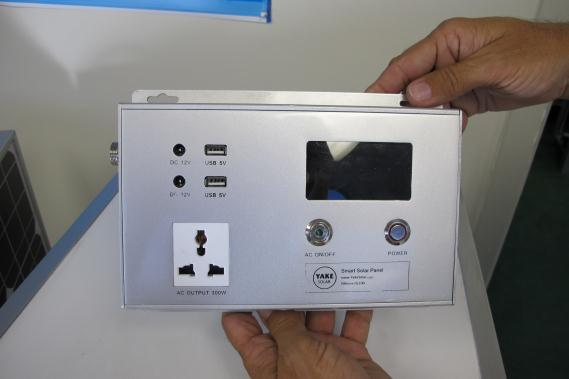 DC 12V
USB 5V
DC 12V
USB 5V
AC ON/OFF
POWER
AC OUTPUT 300W
YAKE
SOLAR
Smart Solar Panel